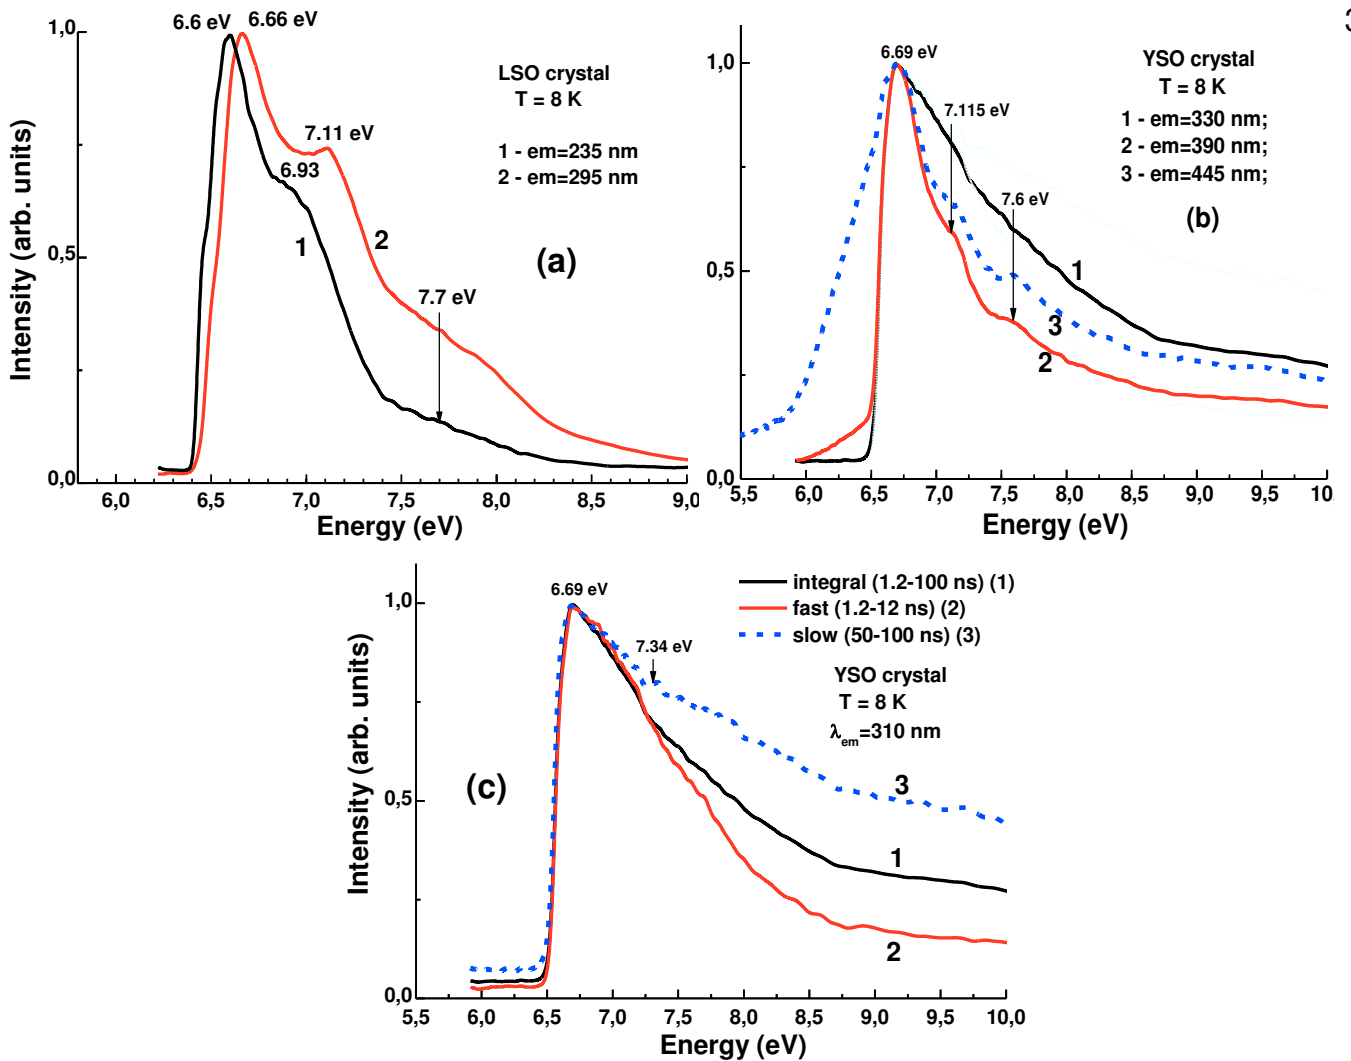 3
6.6 eV
6.66 eV
1,0
LSO crystal
T = 8 K
7.11 eV
6.93
1 - em=235 nm
2 - em=295 nm
1
2
(a)
7.7 eV
0,5
0,0
Intensity (arb. units)
6,0 6,5 7,0 7,5 8,0 8,5 9,0
Energy (eV)
6.69 eV
1,0
YSO crystal
T = 8 K
7.115 eV
1 - em=330 nm;
2 - em=390 nm;
3 - em=445 nm;
7.6 eV
(b)
1
3
2
0,5
0,0
Intensity (arb. units)
5,5 6,0 6,5 7,0 7,5 8,0 8,5 9,0 9,5 10,
Energy (eV)
6.69 eV
1,0
integral (1.2-100 ns) (1)
fast (1.2-12 ns) (2)
slow (50-100 ns) (3)
7.34 eV
YSO crystal
T = 8 K
λem=310 nm
(c)
3
1
2
0,5
0,0
Intensity (arb. units)
5,5 6,0 6,5 7,0 7,5 8,0 8,5 9,0 9,5 10,0
Energy (eV)